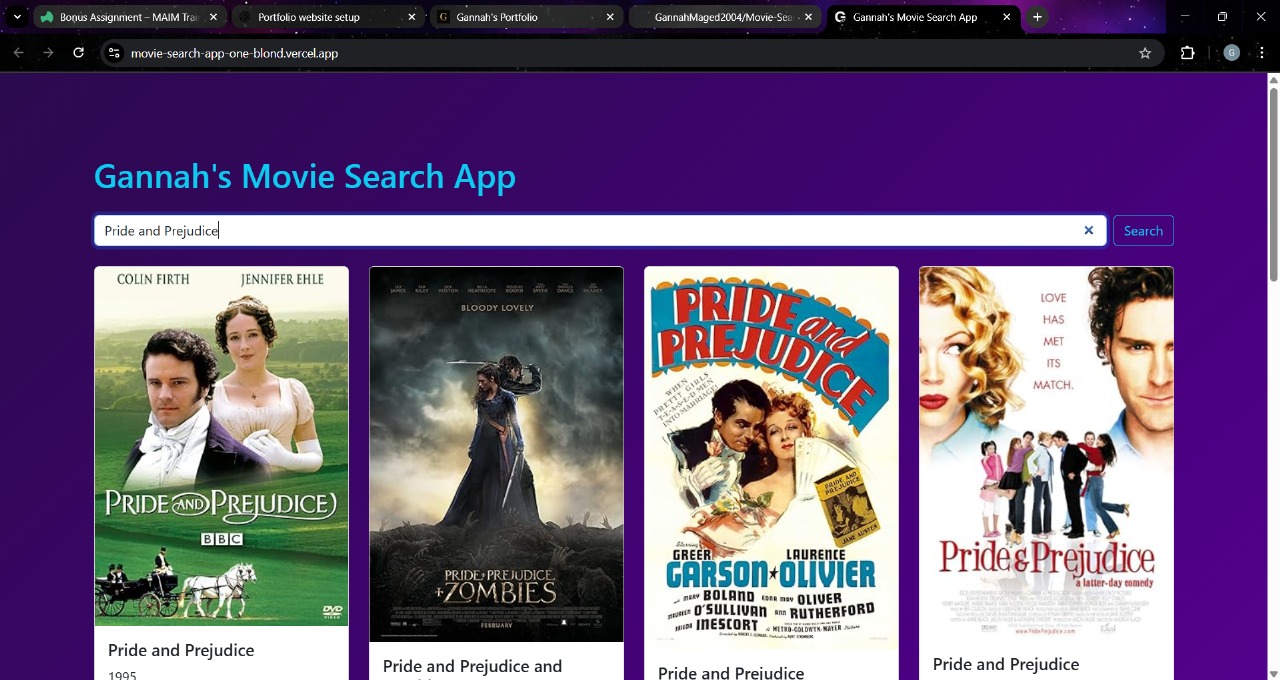 Bonus Assignment – MAIM Trai
Portfolio website setup
Gannah's Portfolio
GannahMaged2004/Movie-Sea
Gannah's Movie Search App
movie-search-app-one-blond.vercel.app
G
Gannah's Movie Search App
Pride and Prejudice
Search
COLIN FIRTH JENNIFER EHLE
PRIDE AND PREJUDICE
BBC
DVD
VIDEO
Pride and Prejudice
1995
BLOODY LOVELY
PRIDE + PREJUDICE
+ZOMBIES
FEBRUARY
Pride and Prejudice and
PRIDE and
PREJUDICE
WHEN
PRETTY GIRLS
T-E-A-S-E-D MEN
INTO MARRIAGE!
PRIDE AND
PREJUDICE
JANE AUSTEN
Starring
GREER LAURENCE
GARSON★OLIVIER
MARY BOLAND EDNA MAY OLIVER
MAUREEN O'SULLIVAN ANN RUTHERFORD
FRIEDA INESCORT
A METRO-GOLDWYN-MAYER Picture
Pride and Prejudice
LOVE
HAS
MET
ITS
MATCH.
Pride & Prejudice
a latter-day comedy
Pride and Prejudice